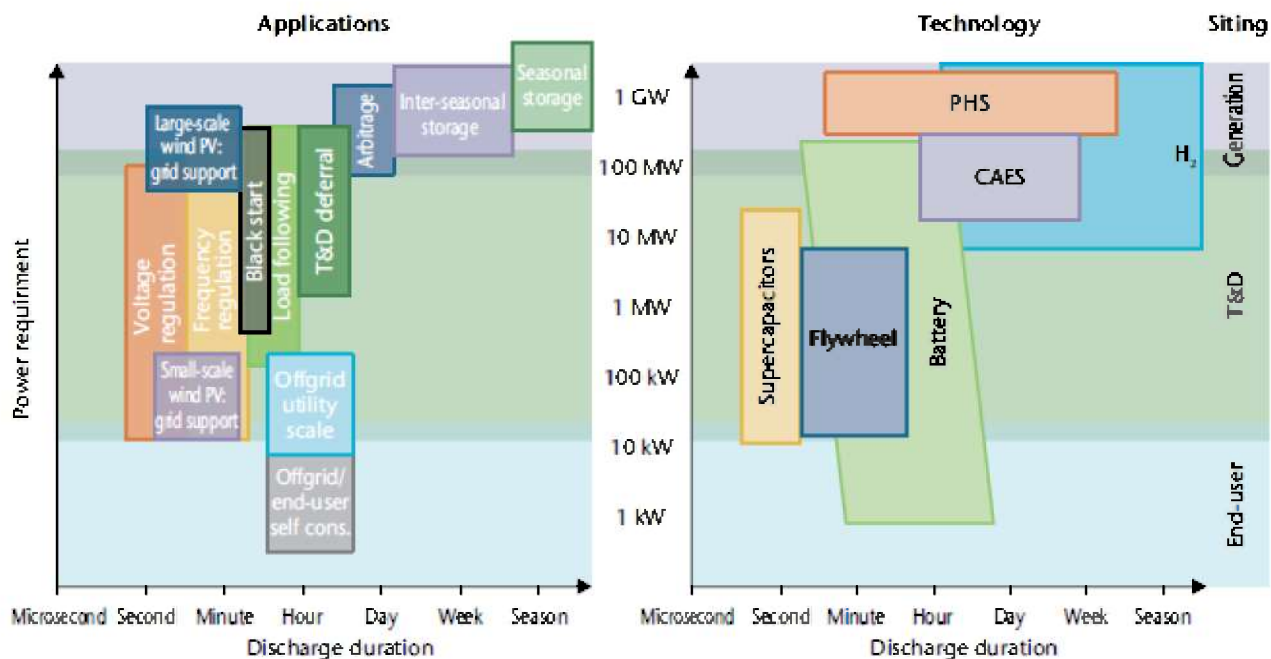 Applications
Technology
Siting
Power requirment
Large-scale
wind PV:
grid support
Voltage
regulation
Frequency
regulation
Small-scale
wind PV:
grid support
Black start
Load following
T&D deferral
Arbitrage
Inter-seasonal
storage
Seasonal
storage
Offgrid
utility
scale
Offgrid/
end-user
self cons.
1 GW
100 MW
10 MW
1 MW
100 kW
10 kW
1 kW
Microsecond Second Minute Hour Day Week Season
Discharge duration
PHS
CAES
H2
Supercapacitors
Flywheel
Battery
Generation
T&D
End-user
Microsecond Second Minute Hour Day Week Season
Discharge duration